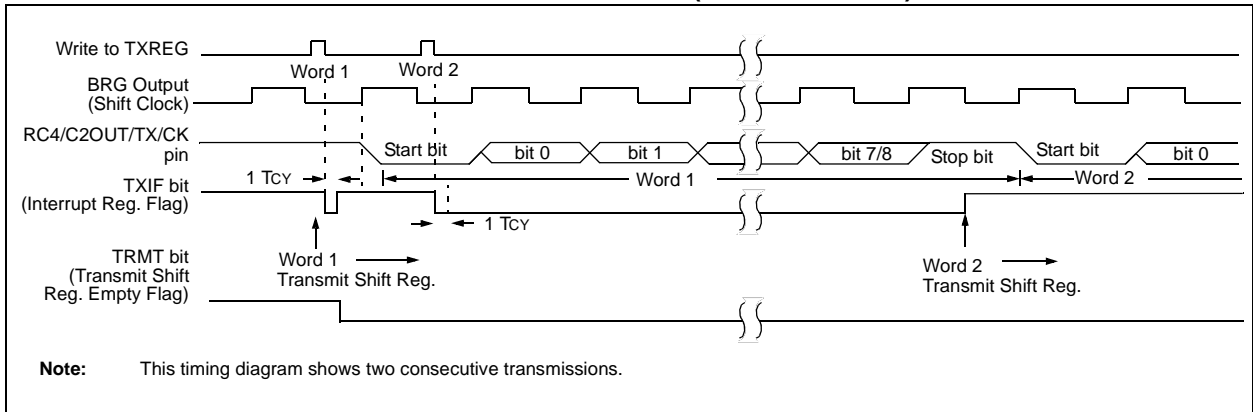 Write to TXREG
Word 1
Word 2
BRG Output
(Shift Clock)
RC4/C2OUT/TX/CK
pin
Start bit
bit 0
bit 1
bit 7/8
Stop bit
Start bit
bit 0
1 TCY
Word 1
Word 2
TXIF bit
(Interrupt Reg. Flag)
1 TCY
TRMT bit
(Transmit Shift
Reg. Empty Flag)
Word 1
Transmit Shift Reg.
Word 2
Transmit Shift Reg.
Note: This timing diagram shows two consecutive transmissions.